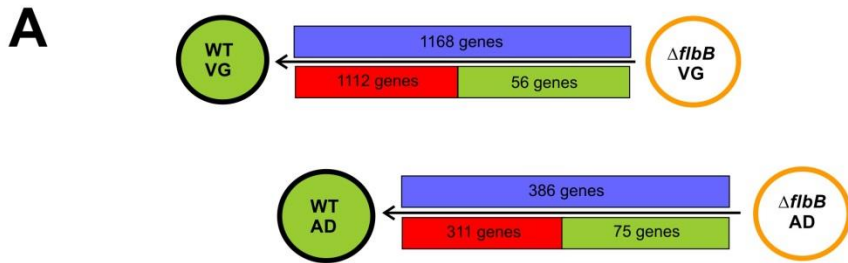 A
WT
VG
1168 genes
1112 genes
56 genes
ΔflbB
VG
WT
AD
386 genes
311 genes
75 genes
ΔflbB
AD